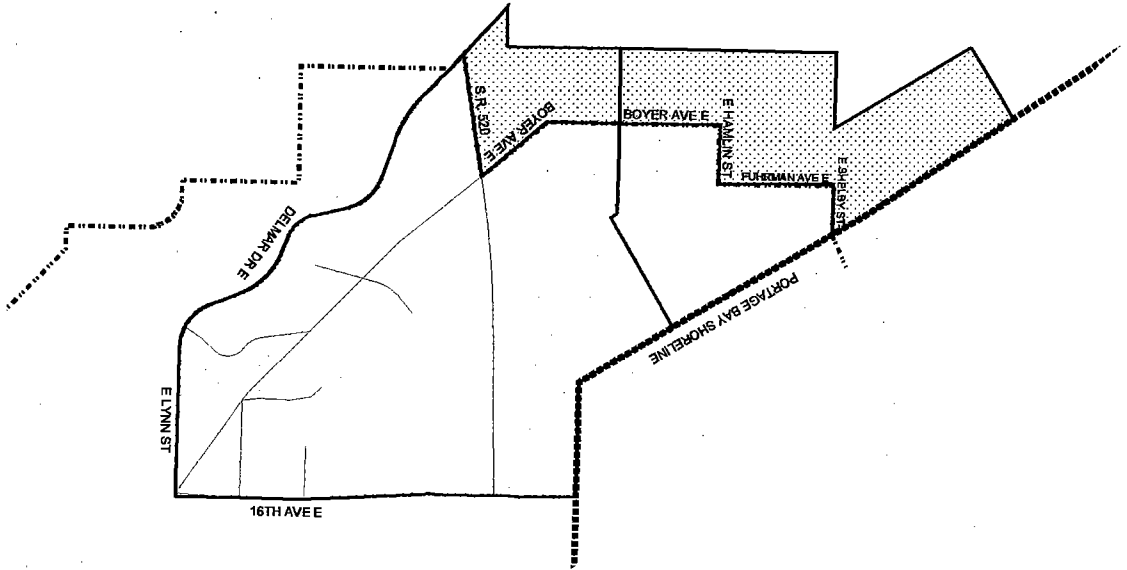 S.R. 520
BOYER AVE E
BOYER AVE E
E HAMLIN ST
FUHRMAN AVE E
E SHELBY ST
DELMAR DR E
PORTAGE BAY SHORELINE
E LYNN ST
16TH AVE E